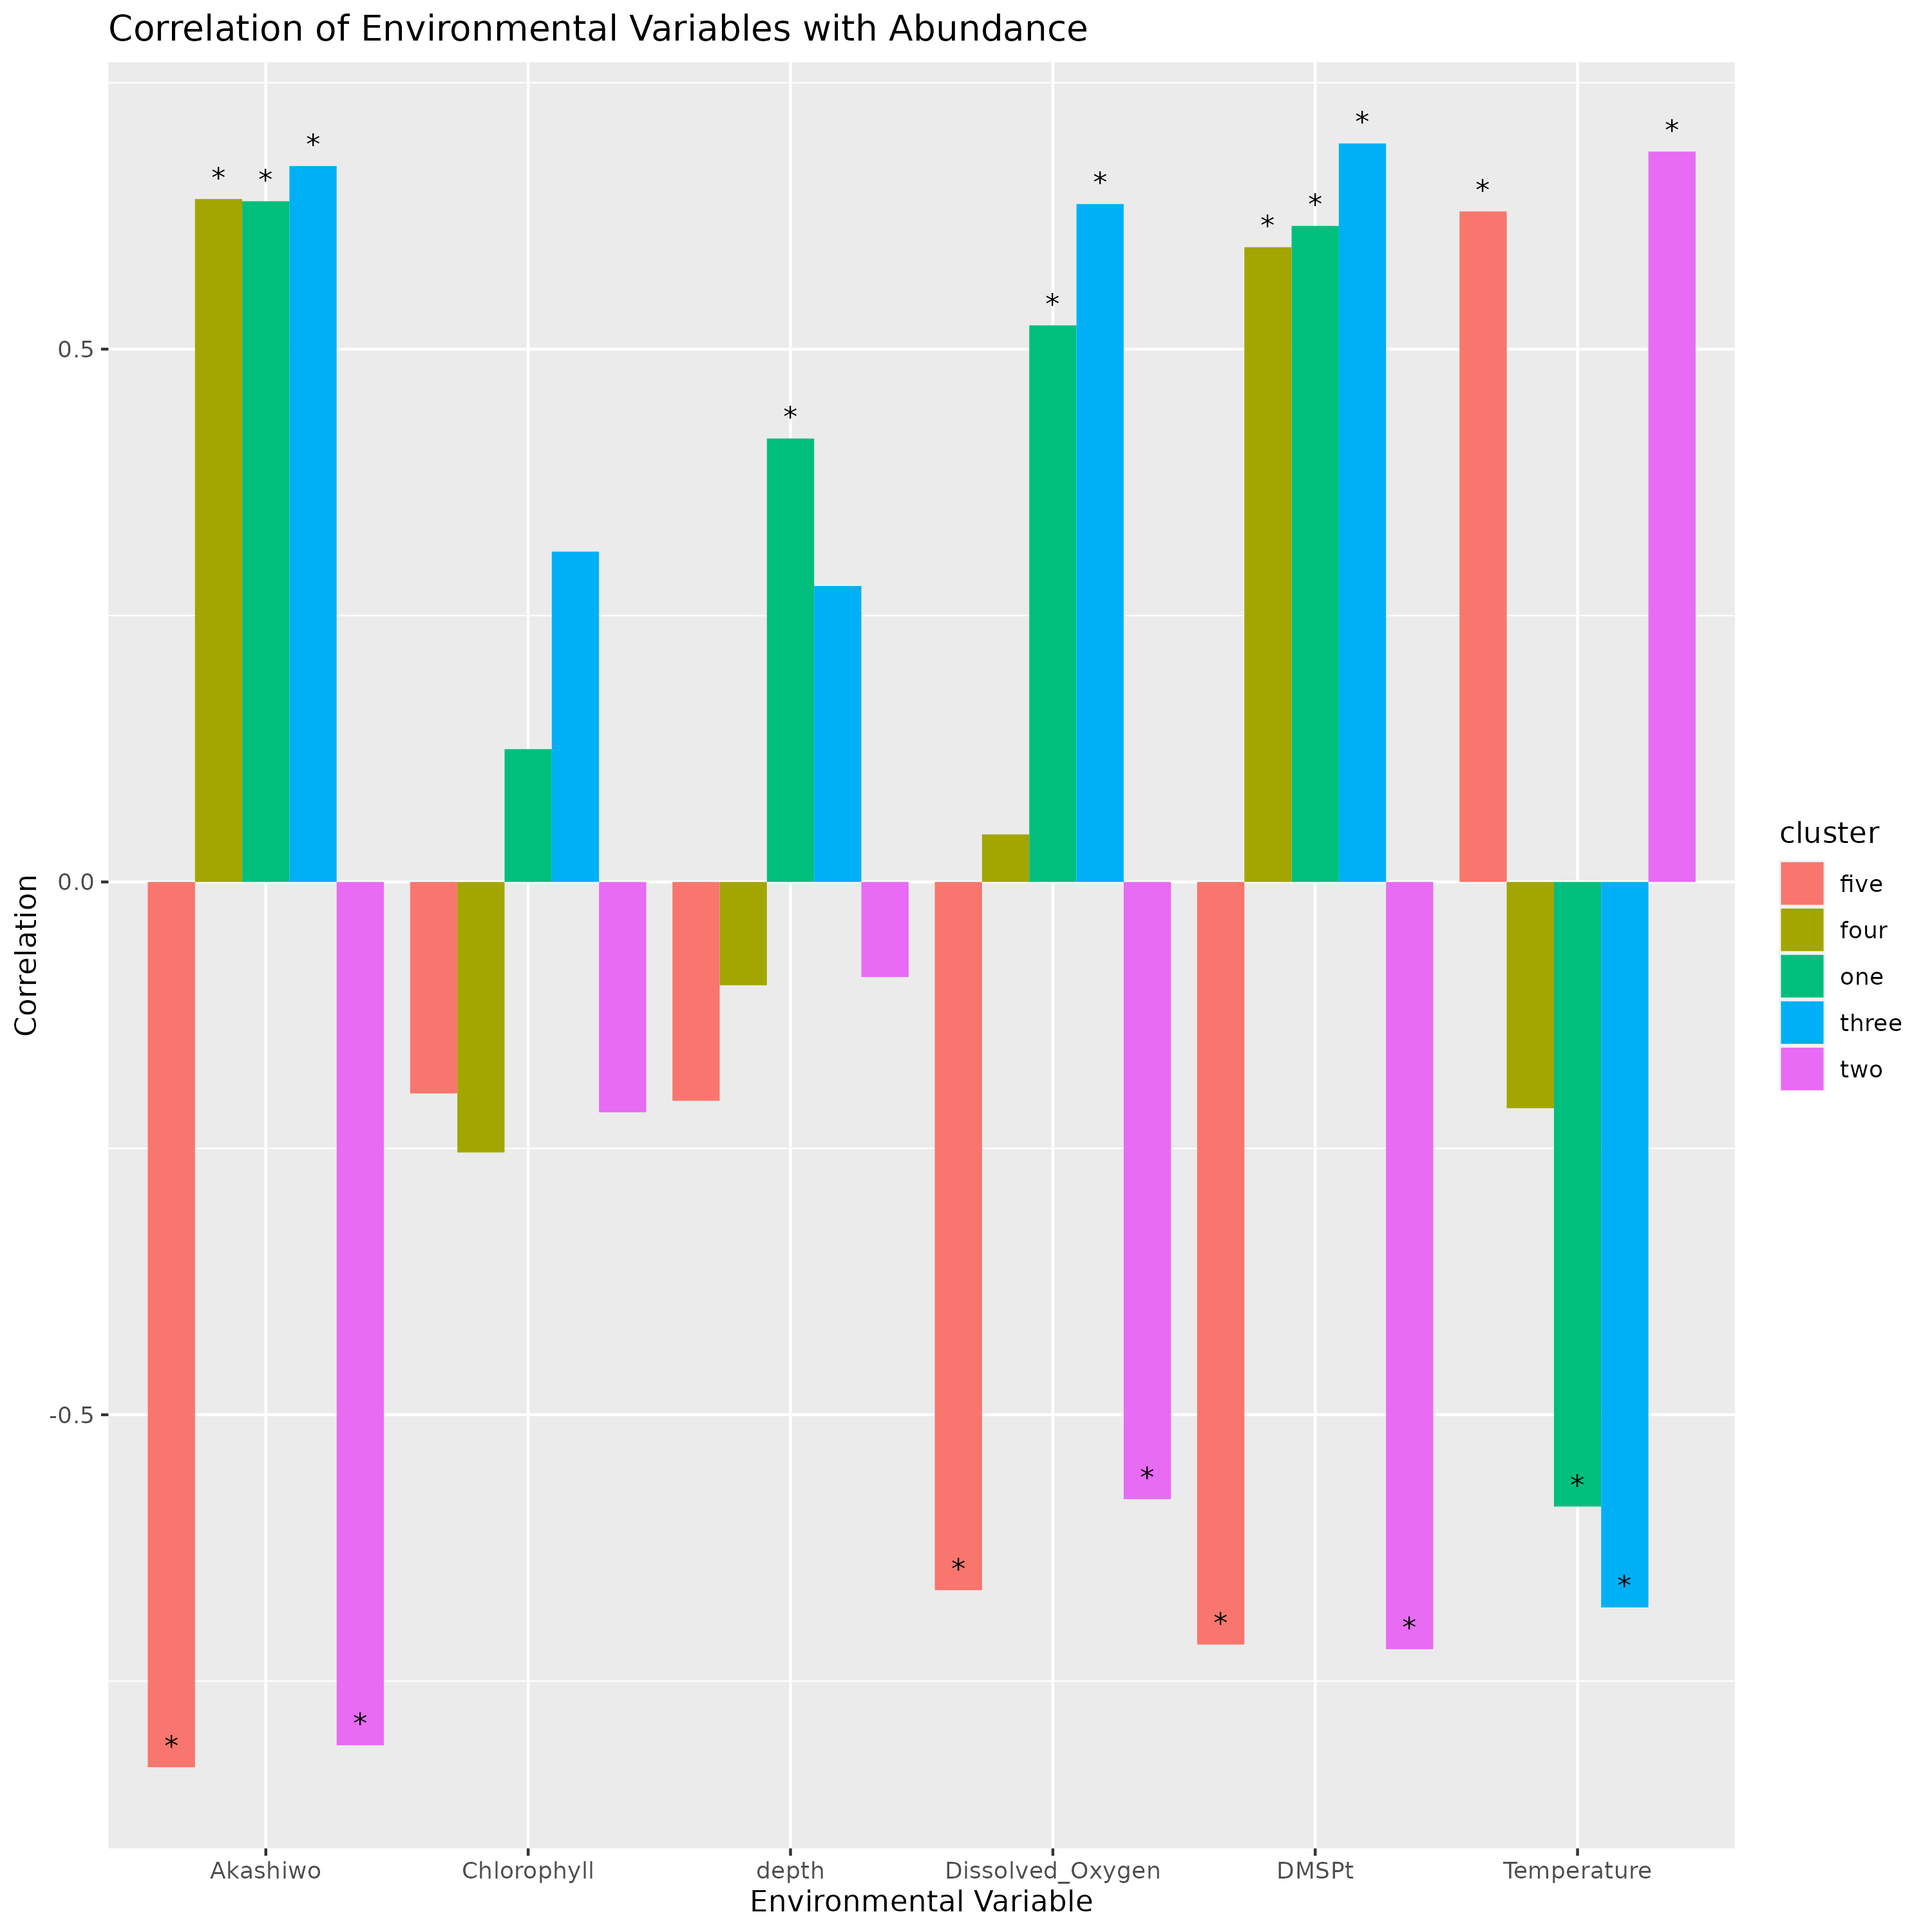 Correlation of Environmental Variables with Abundance
* * * * * * * * * * * *
0.5
0.0
-0.5
* * * * * * * *
Correlation
Akashiwo Chlorophyll depth Dissolved_Oxygen DMSPt Temperature
Environmental Variable
cluster
five
four
one
three
two